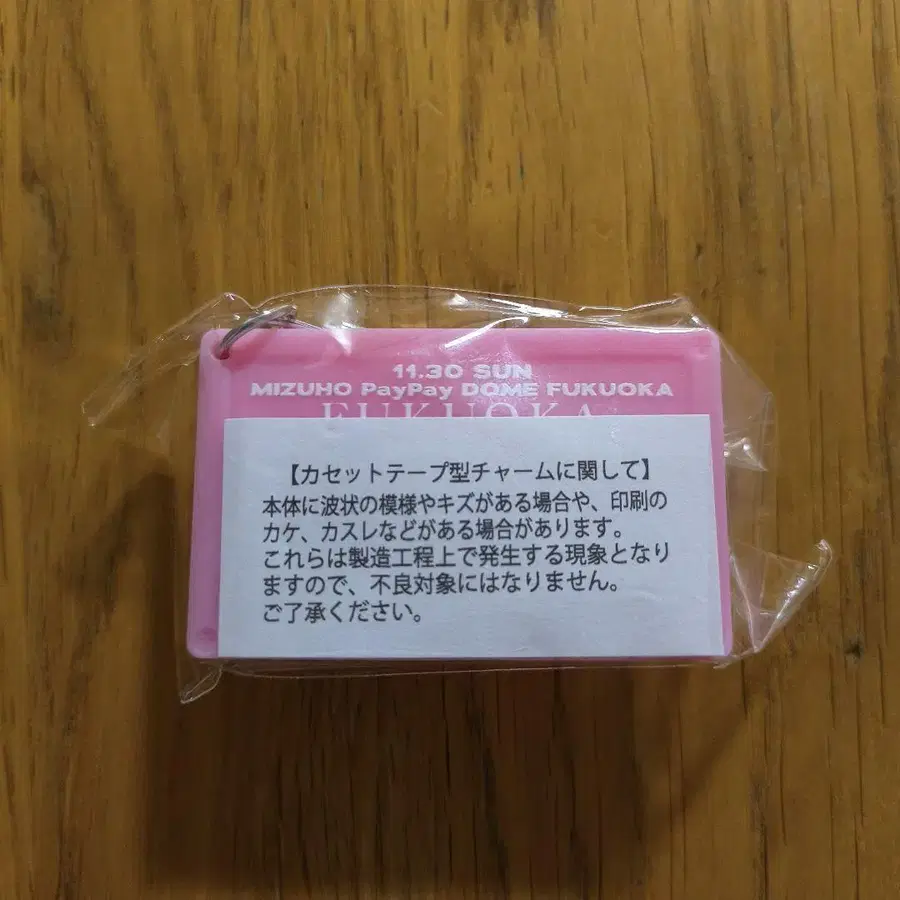 11.30 SUN
MIZUHO PayPay DOME FUKUOKA
FUKUOKA
【カセットテープ型チャームに関して】
本体に波状の模様やキズがある場合や、印刷の
カケ、カスレなどがある場合があります。
これらは製造工程上で発生する現象となり
ますので、不良対象にはなりません。
ご了承ください。